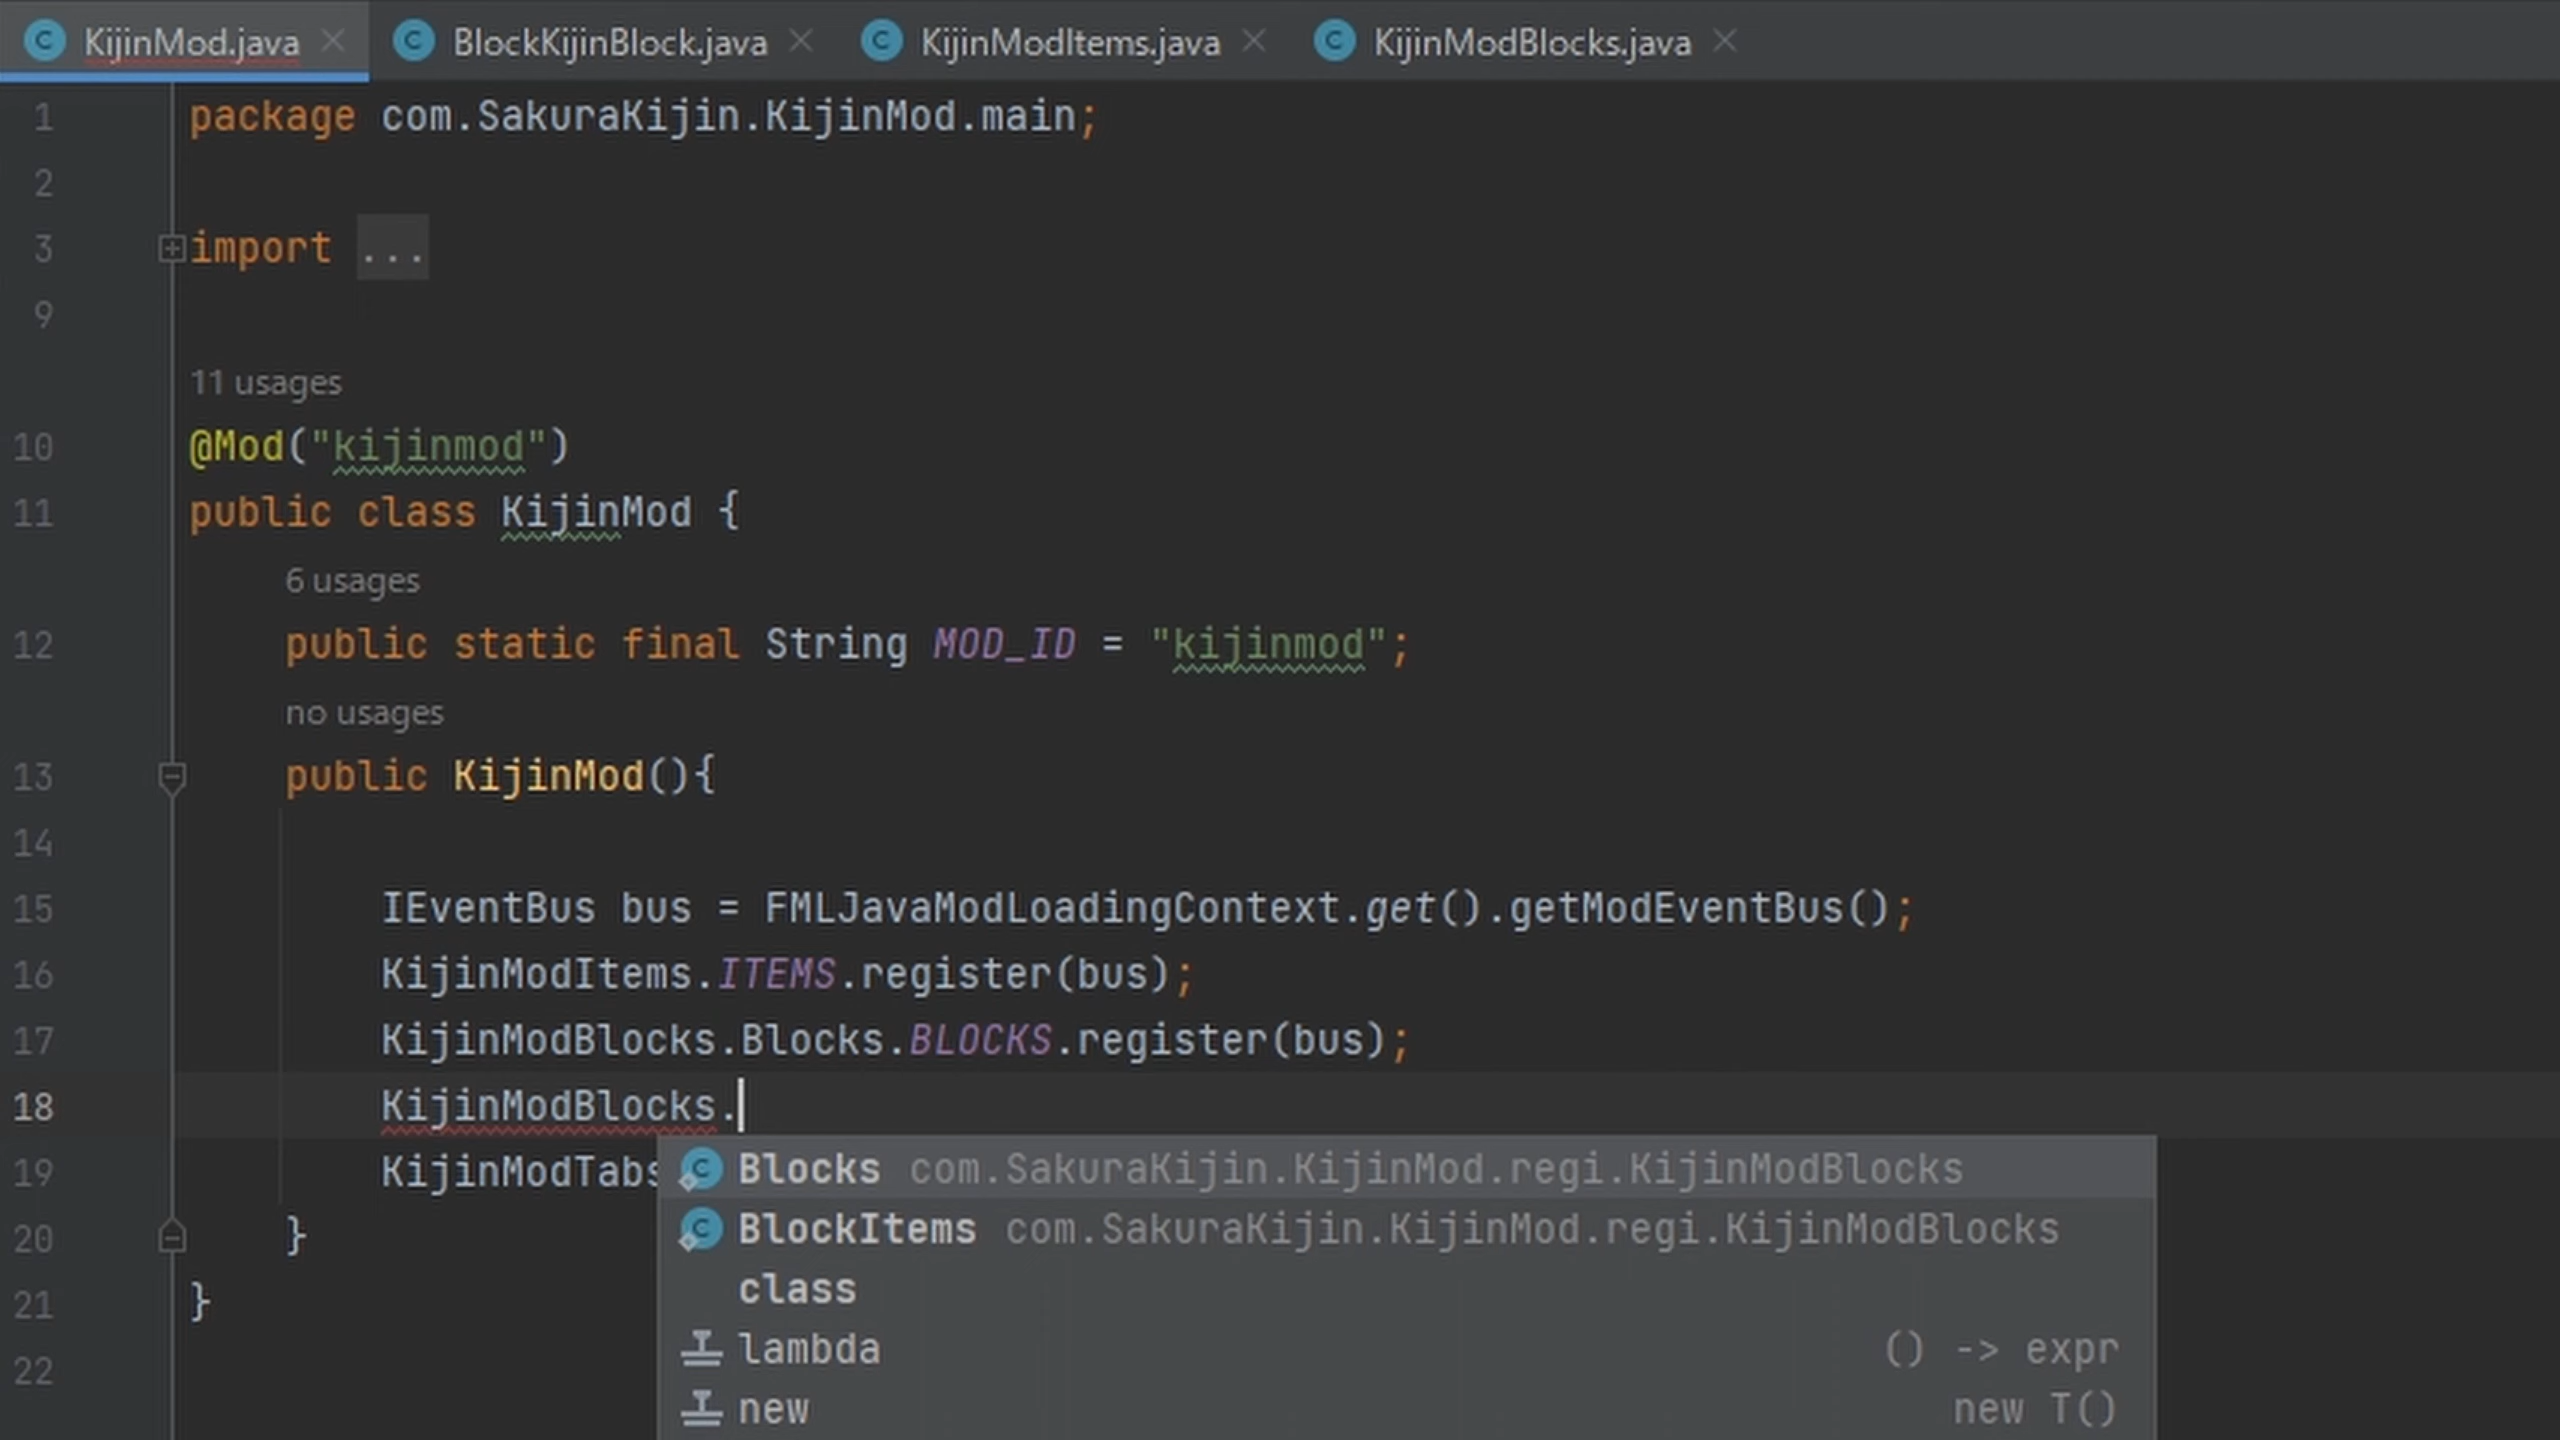 KijinMod.java BlockKijinBlock.java KijinModItems.java KijinModBlocks.java
1 package com.SakuraKijin.KijinMod.main;
2
3 import ...
9
11 usages
10 @Mod("kijinmod")
11 public class KijinMod {
6 usages
12 public static final String MOD_ID = "kijinmod";
no usages
13 public KijinMod(){
14
15 IEventBus bus = FMLJavaModLoadingContext.get().getModEventBus();
16 KijinModItems.ITEMS.register(bus);
17 KijinModBlocks.Blocks.BLOCKS.register(bus);
18 KijinModBlocks.
19 KijinModTabs
Blocks com.SakuraKijin.KijinMod.regi.KijinModBlocks
20 }
BlockItems com.SakuraKijin.KijinMod.regi.KijinModBlocks
21 }
class
22
lambda () -> expr
new new T()